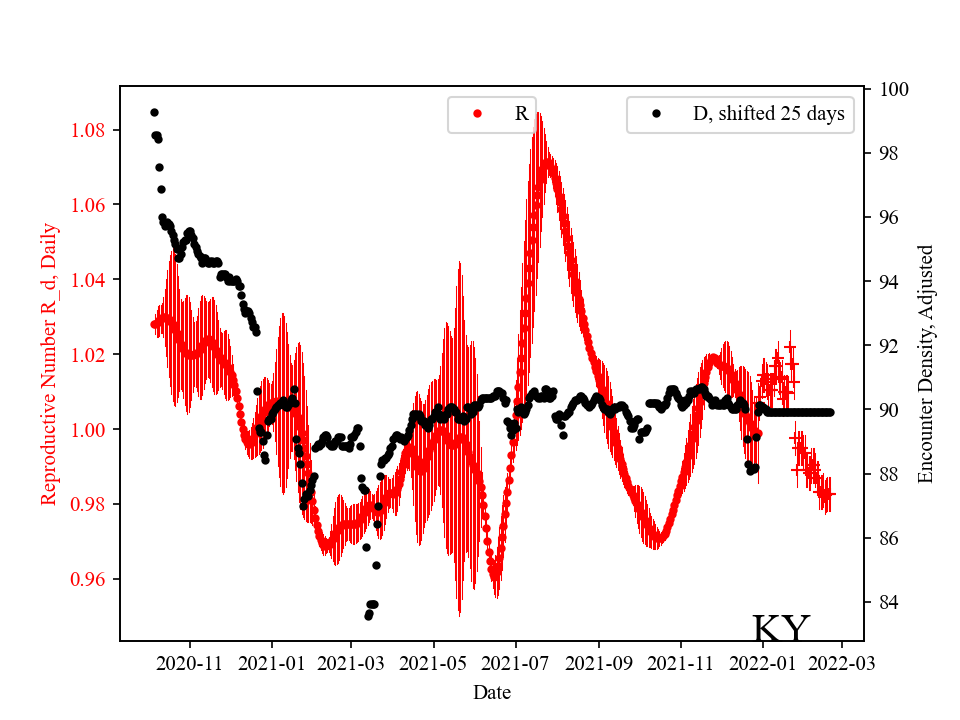 R
D, shifted 25 days
Reproductive Number R_d, Daily
1.08
1.06
1.04
1.02
1.00
0.98
0.96
100
98
96
94
92
90
88
86
84
Encounter Density, Adjusted
KY
2020-11 2021-01 2021-03 2021-05 2021-07 2021-09 2021-11 2022-01 2022-03
Date